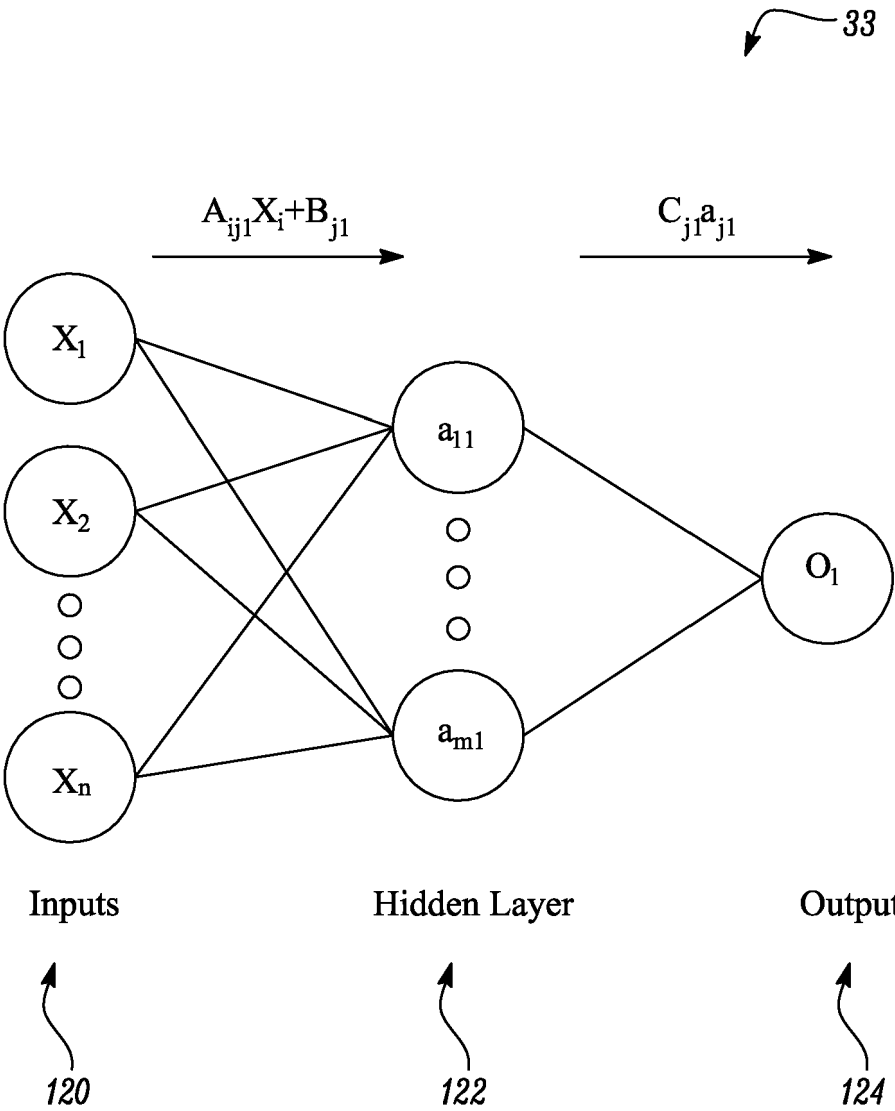 33
A_ij1X_i+B_j1
C_j1a_j1
X_1
a_11
X_2
O_1
a_m1
X_n
Inputs
Hidden Layer
Output
120
122
124